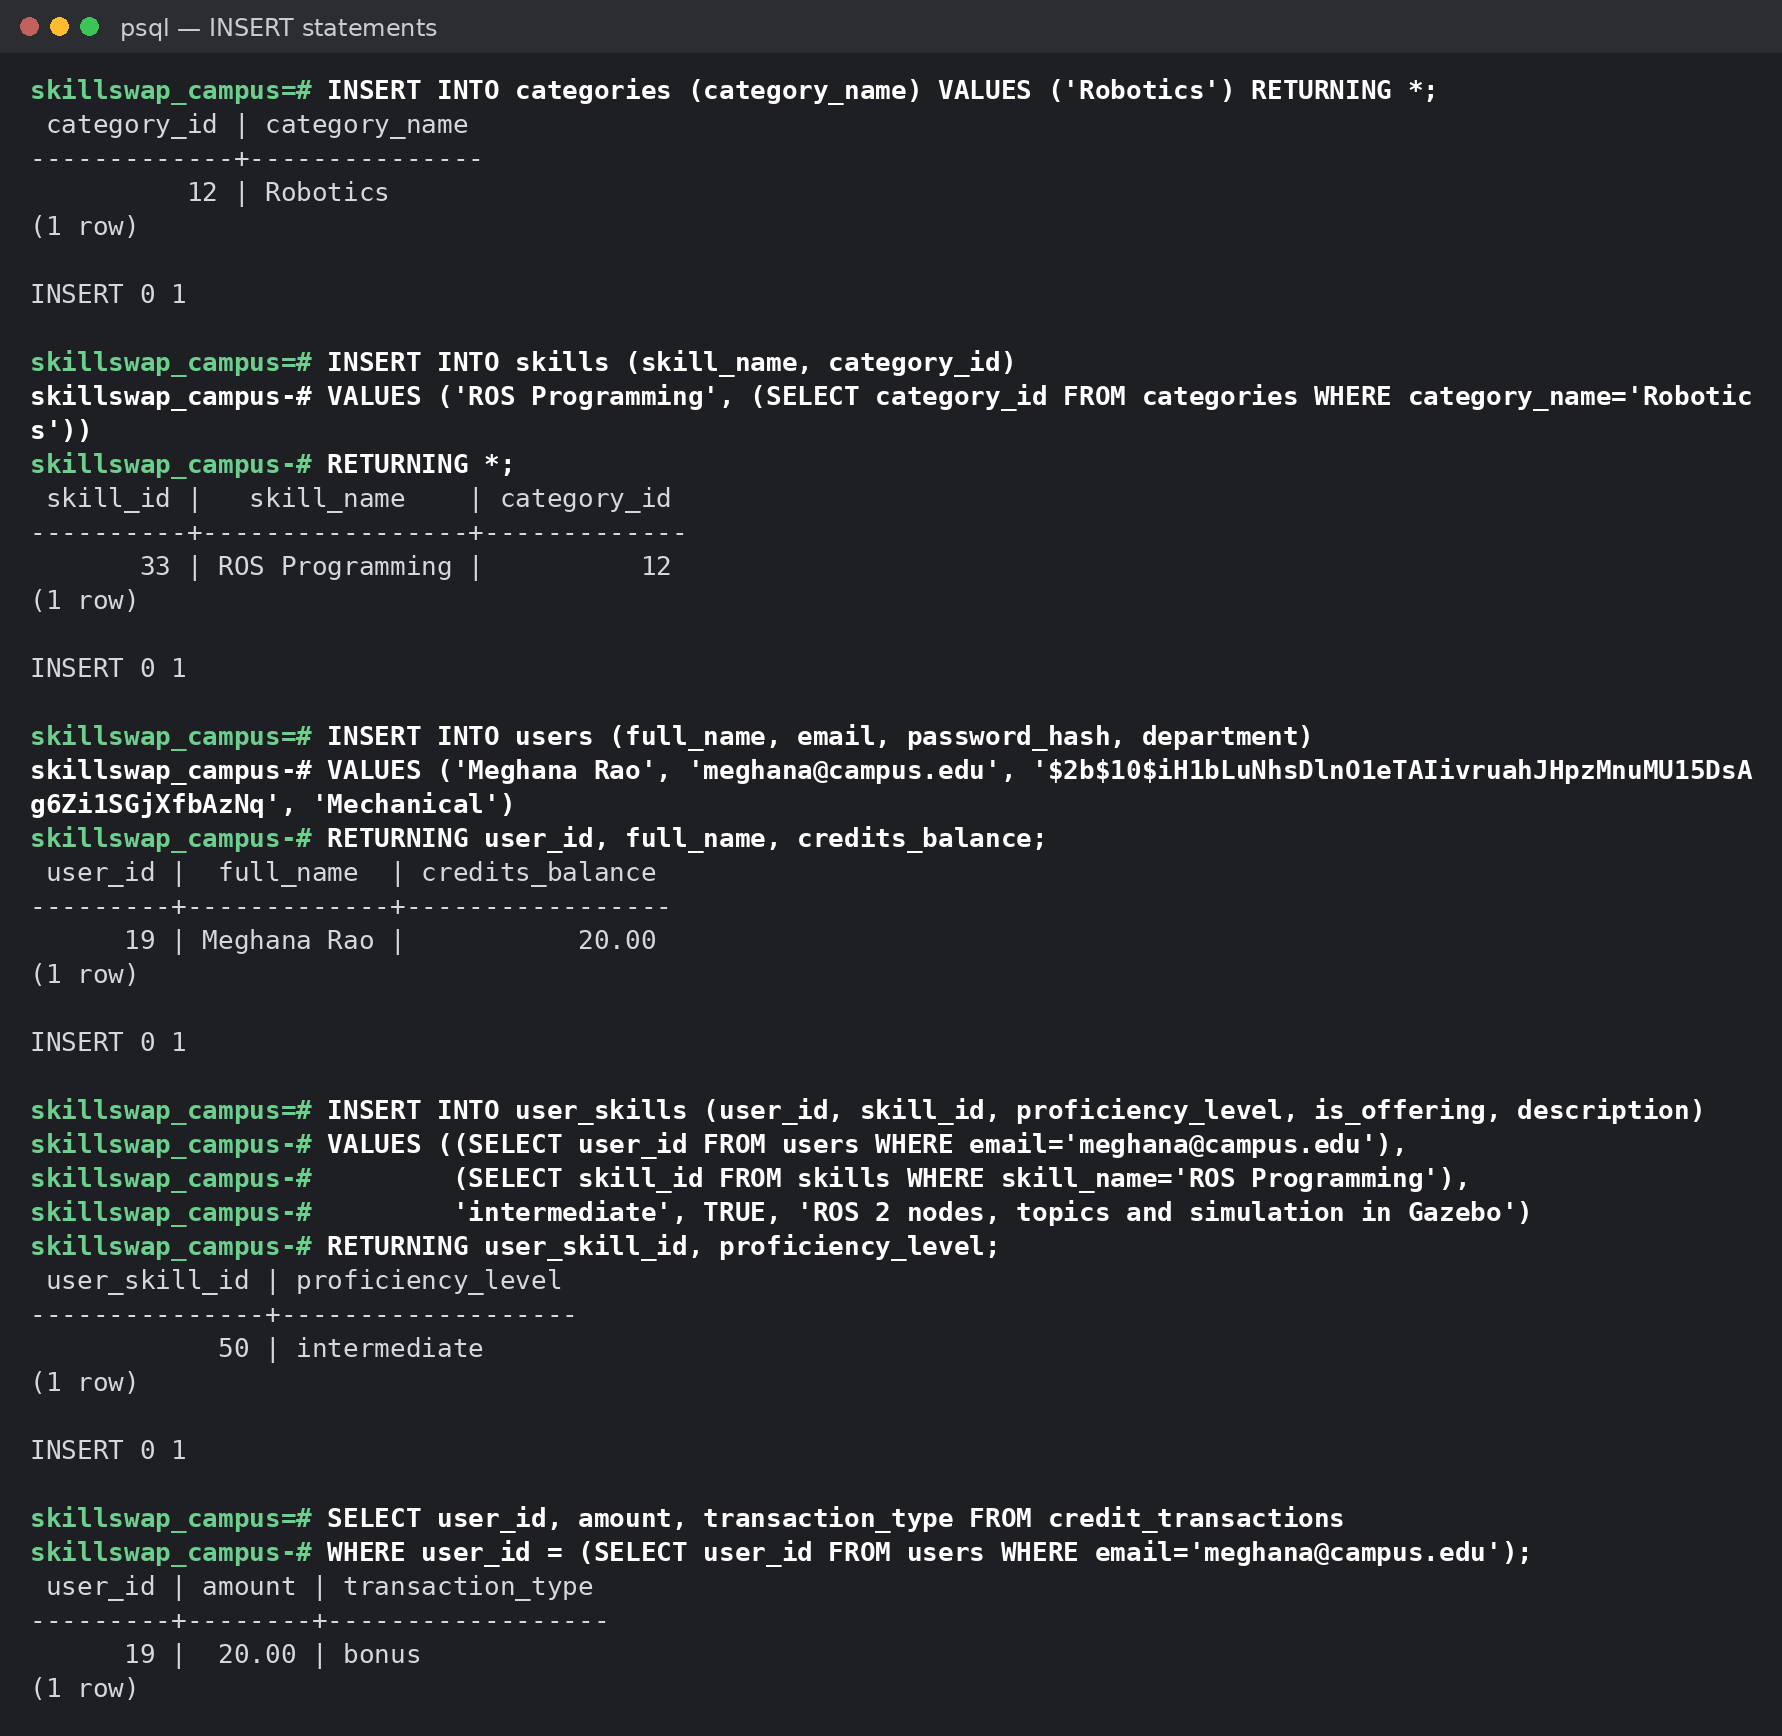 psql — INSERT statements
skillswap_campus=# INSERT INTO categories (category_name) VALUES ('Robotics') RETURNING *;
 category_id | category_name
-------------+---------------
          12 | Robotics
(1 row)

INSERT 0 1

skillswap_campus=# INSERT INTO skills (skill_name, category_id)
skillswap_campus-# VALUES ('ROS Programming', (SELECT category_id FROM categories WHERE category_name='Robotic
s'))
skillswap_campus-# RETURNING *;
 skill_id |   skill_name    | category_id
----------+-----------------+-------------
       33 | ROS Programming |          12
(1 row)

INSERT 0 1

skillswap_campus=# INSERT INTO users (full_name, email, password_hash, department)
skillswap_campus-# VALUES ('Meghana Rao', 'meghana@campus.edu', '$2b$10$iH1bLuNhsDlnO1eTAIivruahJHpzMnuMU15DsA
g6Zi1SGjXfbAzNq', 'Mechanical')
skillswap_campus-# RETURNING user_id, full_name, credits_balance;
 user_id |  full_name  | credits_balance
---------+-------------+-----------------
      19 | Meghana Rao |           20.00
(1 row)

INSERT 0 1

skillswap_campus=# INSERT INTO user_skills (user_id, skill_id, proficiency_level, is_offering, description)
skillswap_campus-# VALUES ((SELECT user_id FROM users WHERE email='meghana@campus.edu'),
skillswap_campus-#         (SELECT skill_id FROM skills WHERE skill_name='ROS Programming'),
skillswap_campus-#         'intermediate', TRUE, 'ROS 2 nodes, topics and simulation in Gazebo')
skillswap_campus-# RETURNING user_skill_id, proficiency_level;
 user_skill_id | proficiency_level
---------------+-------------------
            50 | intermediate
(1 row)

INSERT 0 1

skillswap_campus=# SELECT user_id, amount, transaction_type FROM credit_transactions
skillswap_campus-# WHERE user_id = (SELECT user_id FROM users WHERE email='meghana@campus.edu');
 user_id | amount | transaction_type
---------+--------+------------------
      19 |  20.00 | bonus
(1 row)